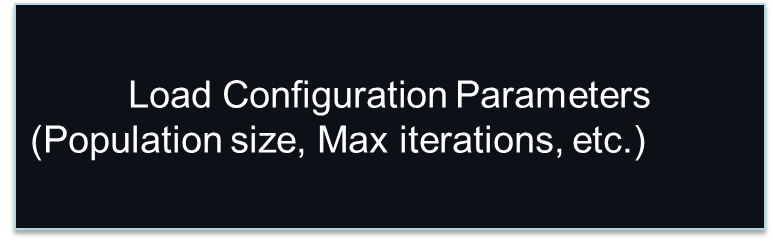 Load Configuration Parameters
(Population size, Max iterations, etc.)